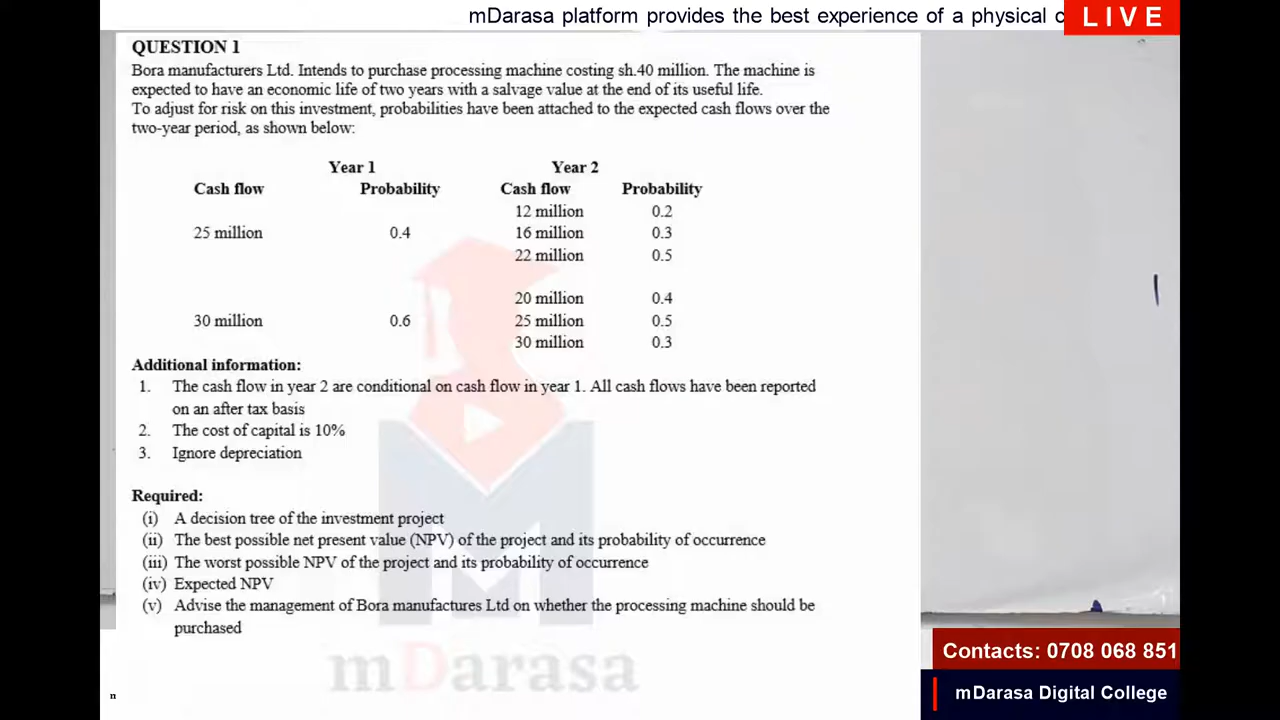 mDarasa platform provides the best experience of a physical c
LIVE
QUESTION 1
Bora manufacturers Ltd. Intends to purchase processing machine costing sh.40 million. The machine is
expected to have an economic life of two years with a salvage value at the end of its useful life.
To adjust for risk on this investment, probabilities have been attached to the expected cash flows over the
two-year period, as shown below:
Year 1 Year 2
Cash flow Probability Cash flow Probability
12 million 0.2
25 million 0.4 16 million 0.3
22 million 0.5
20 million 0.4
30 million 0.6 25 million 0.5
30 million 0.3
Additional information:
1. The cash flow in year 2 are conditional on cash flow in year 1. All cash flows have been reported
on an after tax basis
2. The cost of capital is 10%
3. Ignore depreciation
Required:
(i) A decision tree of the investment project
(ii) The best possible net present value (NPV) of the project and its probability of occurrence
(iii) The worst possible NPV of the project and its probability of occurrence
(iv) Expected NPV
(v) Advise the management of Bora manufactures Ltd on whether the processing machine should be
purchased
mDarasa
Contacts: 0708 068 851
mDarasa Digital College
n